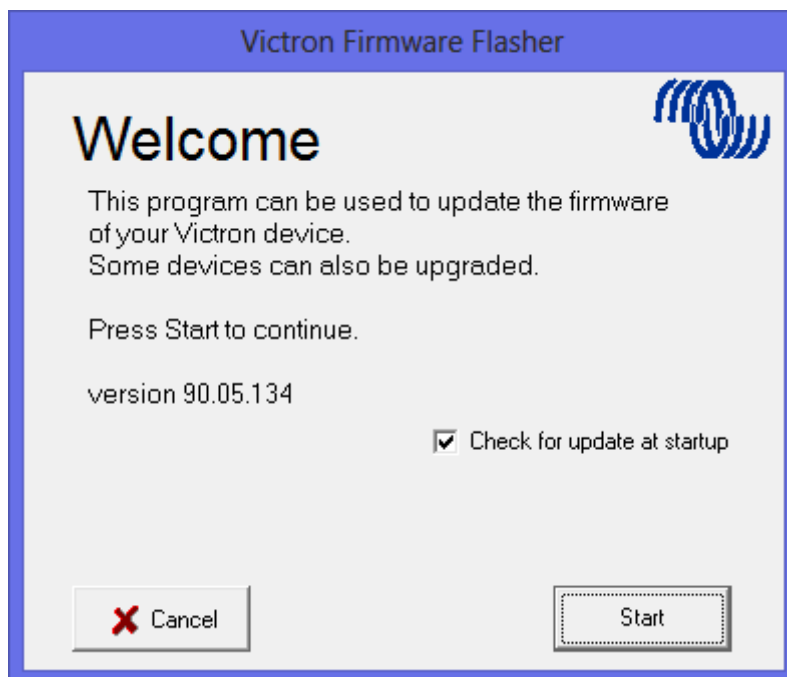 Victron Firmware Flasher
Welcome
This program can be used to update the firmware
of your Victron device.
Some devices can also be upgraded.
Press Start to continue.
version 90.05.134
Check for update at startup
Cancel
Start